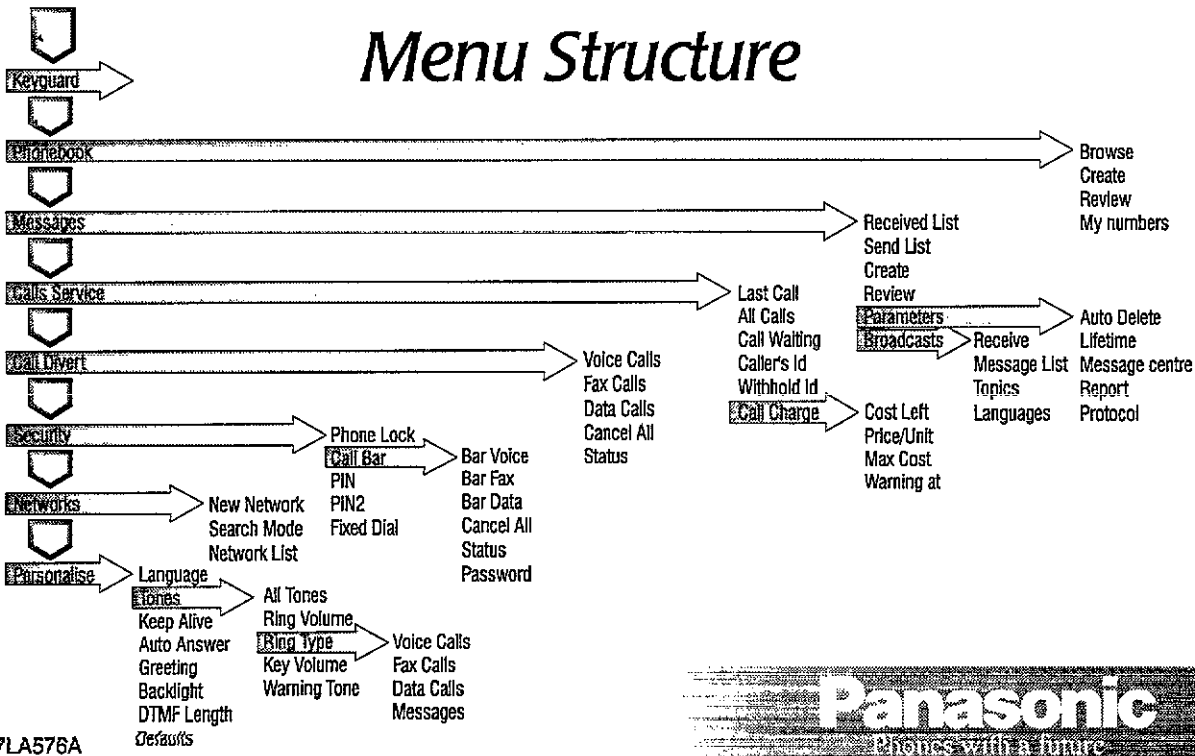 Menu Structure
Keyguard
Phonebook
Browse
Create
Review
My numbers
Messages
Received List
Send List
Create
Review
Parameters
Auto Delete
Lifetime
Message centre
Report
Protocol
Broadcasts
Receive
Message List
Topics
Languages
Calls Service
Last Call
All Calls
Call Waiting
Caller's Id
Withhold Id
Call Charge
Cost Left
Price/Unit
Max Cost
Warning at
Call Divert
Voice Calls
Fax Calls
Data Calls
Cancel All
Status
Security
Phone Lock
Call Bar
Bar Voice
Bar Fax
Bar Data
Cancel All
Status
Password
PIN
PIN2
Fixed Dial
Networks
New Network
Search Mode
Network List
Personalise
Language
Tones
All Tones
Ring Volume
Ring Type
Voice Calls
Fax Calls
Data Calls
Messages
Key Volume
Warning Tone
Keep Alive
Auto Answer
Greeting
Backlight
DTMF Length
Defaults
7LA576A
Panasonic
Phones with a future